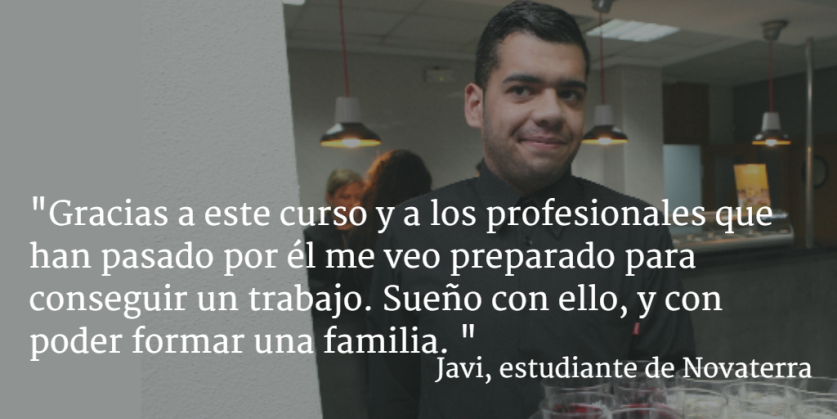 "Gracias a este curso y a los profesionales que
han pasado por él me veo preparado para
conseguir un trabajo. Sueño con ello, y con
poder formar una familia. "
Javi, estudiante de Novaterra